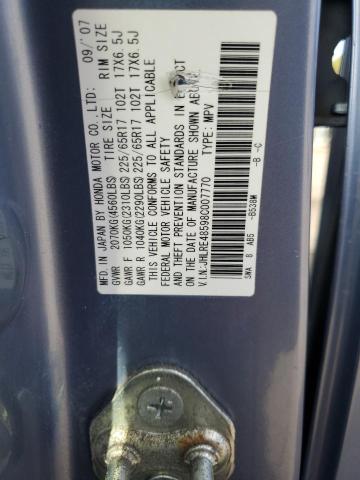 MFD. IN JAPAN BY HONDA MOTOR CO.,LTD: 09/'07
GVWR 2070KG(4560LBS) TIRE SIZE RIM SIZE
GAWR F 1050KG(2310LBS) 225/65R17 102T 17X6.5J
GAWR R 1040KG(2290LBS) 225/65R17 102T 17X6.5J
THIS VEHICLE CONFORMS TO ALL APPLICABLE
FEDERAL MOTOR VEHICLE SAFETY AND
THEFT PREVENTION STANDARDS IN EFFECT
ON THE DATE OF MANUFACTURE SHOWN ABOVE.
V.I.N:JHLRE48598C007770 TYPE: MPV
-B -C
SWA 8 AB5 -B538M